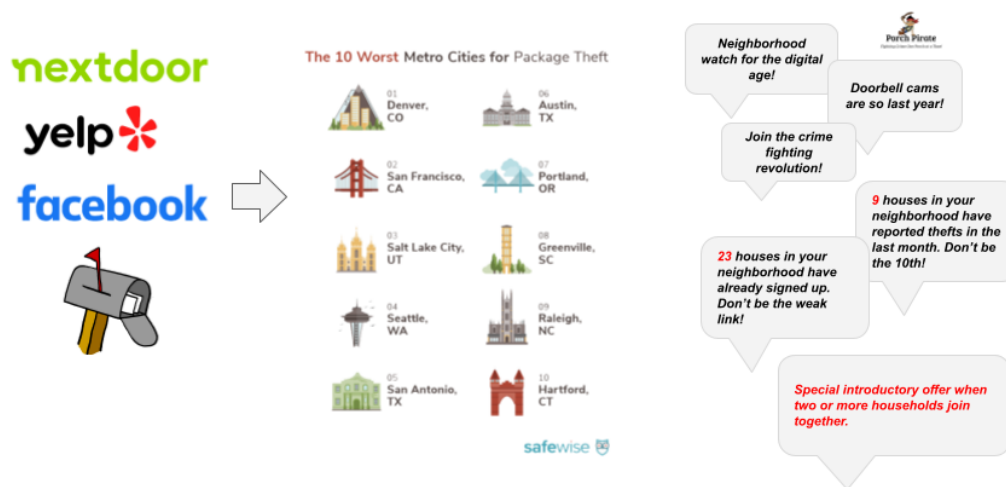 nextdoor
yelp
facebook
The 10 Worst Metro Cities for Package Theft
01
Denver,
CO
02
San Francisco,
CA
03
Salt Lake City,
UT
04
Seattle,
WA
05
San Antonio,
TX
06
Austin,
TX
07
Portland,
OR
08
Greenville,
SC
09
Raleigh,
NC
10
Hartford,
CT
safewise
Porch Pirate
Neighborhood
watch for the digital
age!
Doorbell cams
are so last year!
Join the crime
fighting
revolution!
9 houses in your
neighborhood have
reported thefts in the
last month. Don't be
the 10th!
23 houses in your
neighborhood have
already signed up.
Don't be the weak
link!
Special introductory offer when
two or more households join
together.